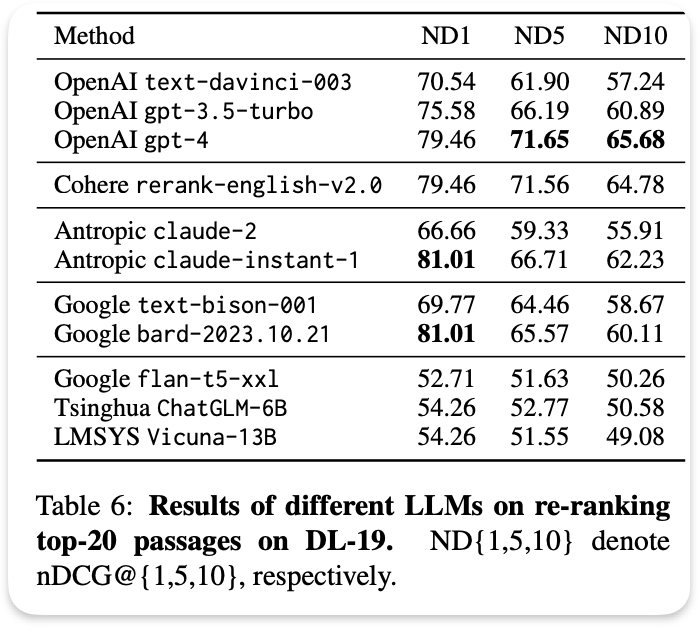 Method ND1 ND5 ND10
OpenAI text-davinci-003 70.54 61.90 57.24
OpenAI gpt-3.5-turbo 75.58 66.19 60.89
OpenAI gpt-4 79.46 71.65 65.68
Cohere rerank-english-v2.0 79.46 71.56 64.78
Antropic claude-2 66.66 59.33 55.91
Antropic claude-instant-1 81.01 66.71 62.23
Google text-bison-001 69.77 64.46 58.67
Google bard-2023.10.21 81.01 65.57 60.11
Google flan-t5-xxl 52.71 51.63 50.26
Tsinghua ChatGLM-6B 54.26 52.77 50.58
LMSYS Vicuna-13B 54.26 51.55 49.08
Table 6: Results of different LLMs on re-ranking
top-20 passages on DL-19. ND{1,5,10} denote
nDCG@{1,5,10}, respectively.